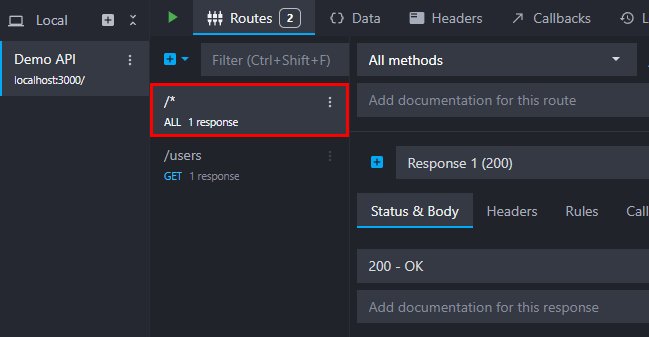 Local
Routes 2
Data
Headers
Callbacks
Demo API
localhost:3000/
Filter (Ctrl+Shift+F)
/*
ALL 1 response
/users
GET 1 response
All methods
Add documentation for this route
Response 1 (200)
Status & Body
Headers
Rules
Call
200 - OK
Add documentation for this response